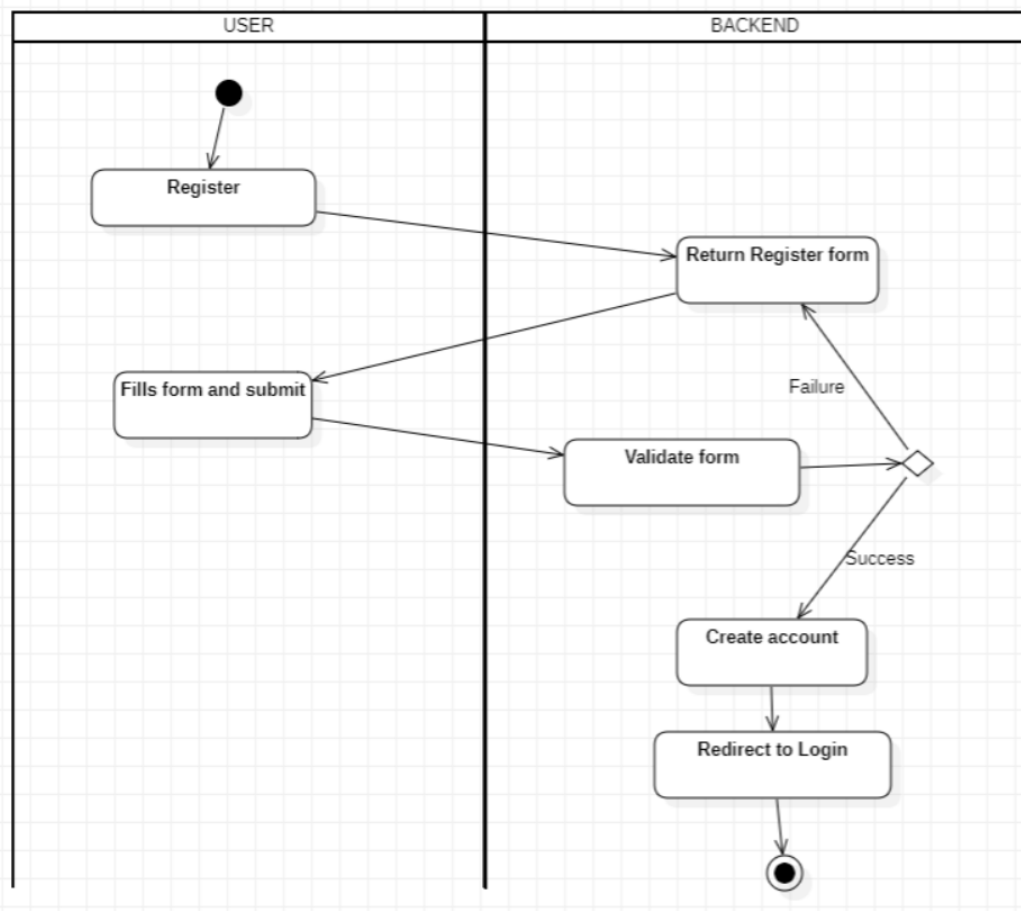 USER
BACKEND
Register
Return Register form
Fills form and submit
Failure
Validate form
Success
Create account
Redirect to Login